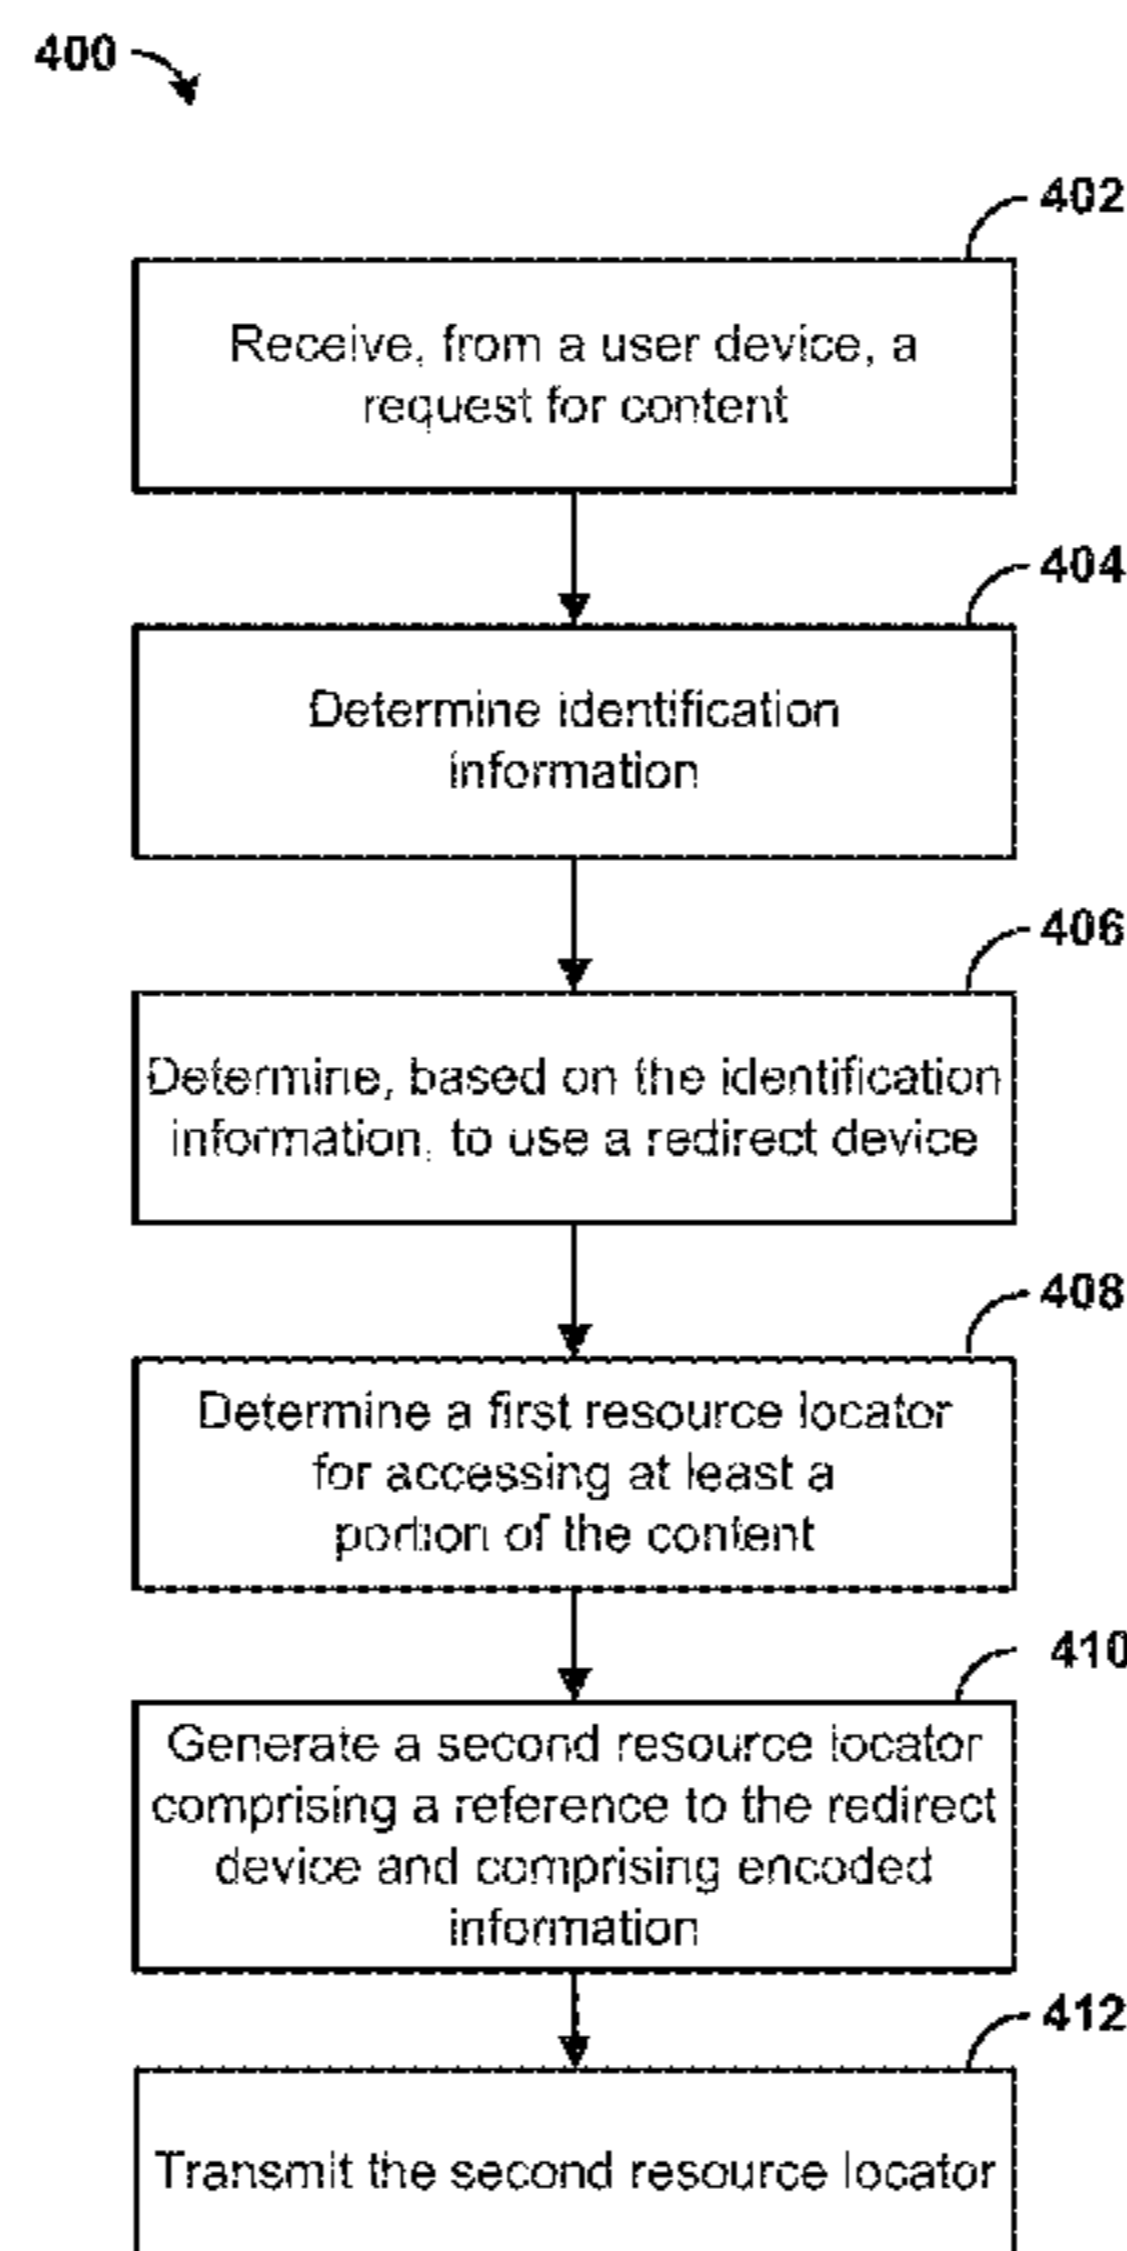 400
402
Receive, from a user device, a
request for content
404
Determine identification
information
406
Determine, based on the identification
information, to use a redirect device
408
Determine a first resource locator
for accessing at least a
portion of the content
410
Generate a second resource locator
comprising a reference to the redirect
device and comprising encoded
information
412
Transmit the second resource locator